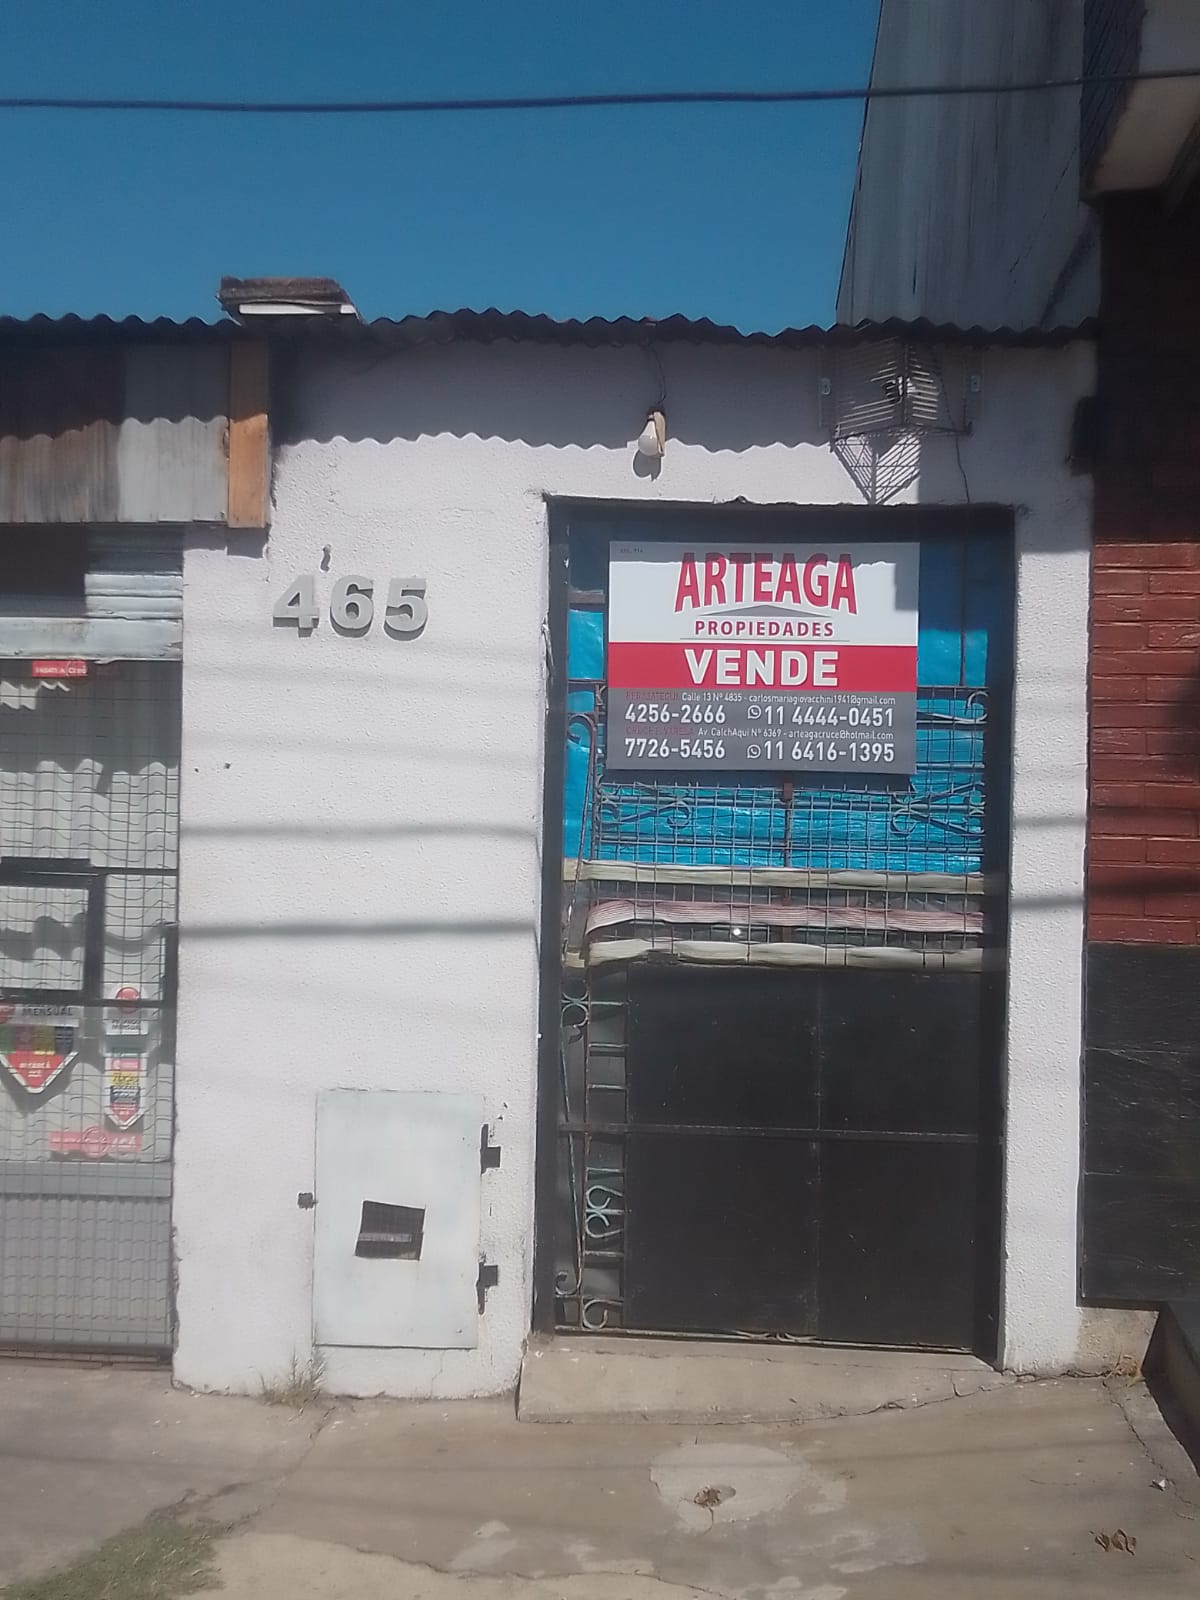 465
ARTEAGA
PROPIEDADES
VENDE
BERAZATEGUI Calle 13 Nº 4835 - carlosmariagiovacchini1941@gmail.com
4256-2666 11 4444-0451
Av. CalchAquí Nº 6369 - arteagacruce@hotmail.com
7726-5456 11 6416-1395
MENSUAL